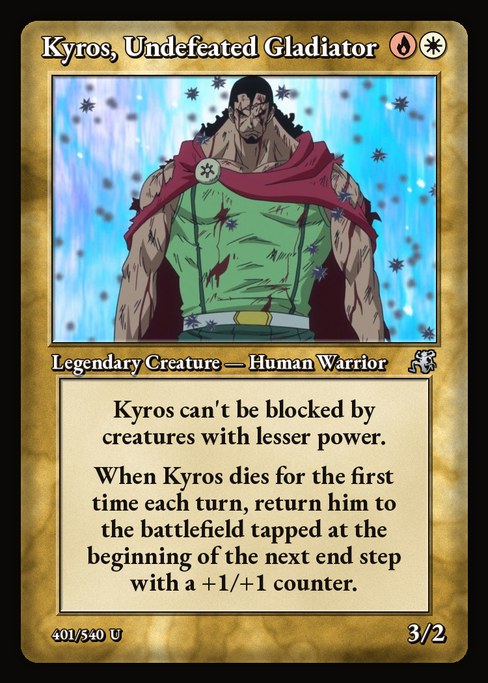 Kyros, Undefeated Gladiator
Legendary Creature — Human Warrior
Kyros can't be blocked by
creatures with lesser power.
When Kyros dies for the first
time each turn, return him to
the battlefield tapped at the
beginning of the next end step
with a +1/+1 counter.
401/540 U
3/2